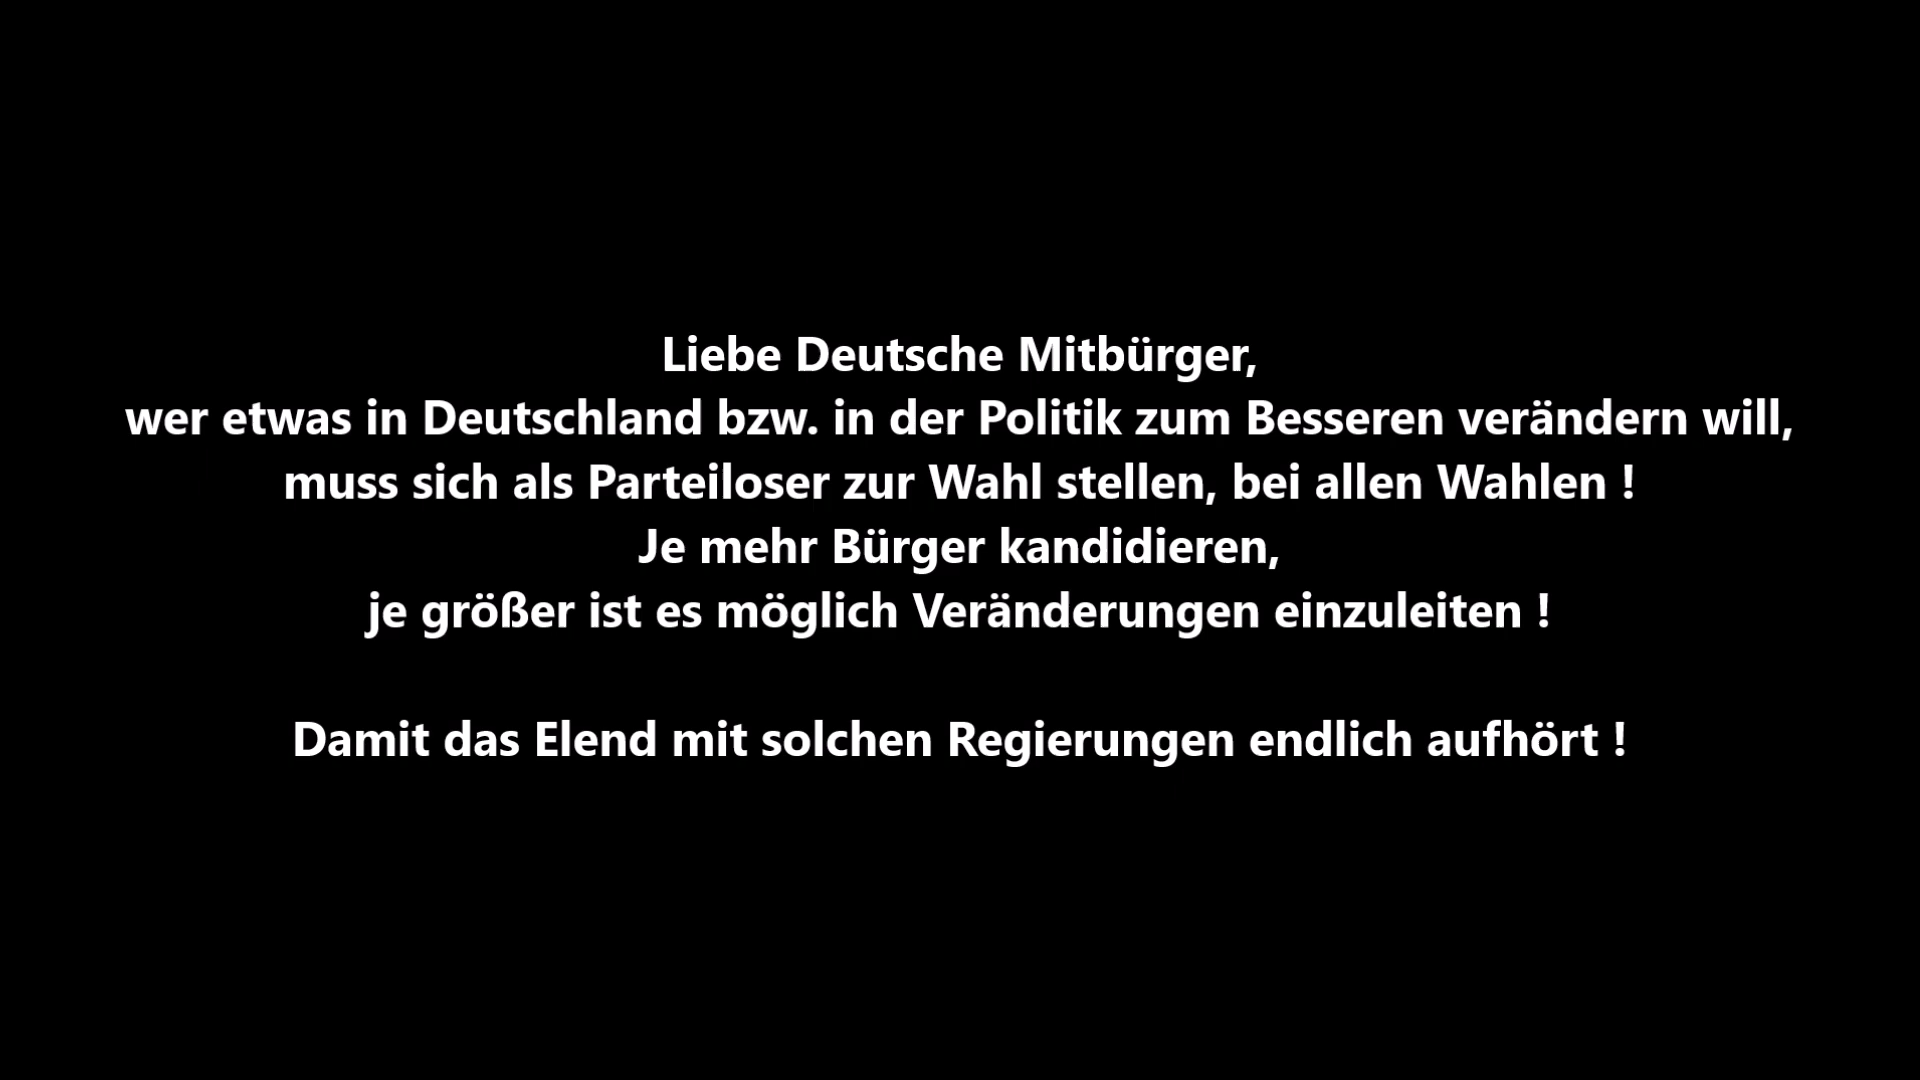 Liebe Deutsche Mitbürger,
wer etwas in Deutschland bzw. in der Politik zum Besseren verändern will,
muss sich als Parteiloser zur Wahl stellen, bei allen Wahlen !
Je mehr Bürger kandidieren,
je größer ist es möglich Veränderungen einzuleiten !
Damit das Elend mit solchen Regierungen endlich aufhört !